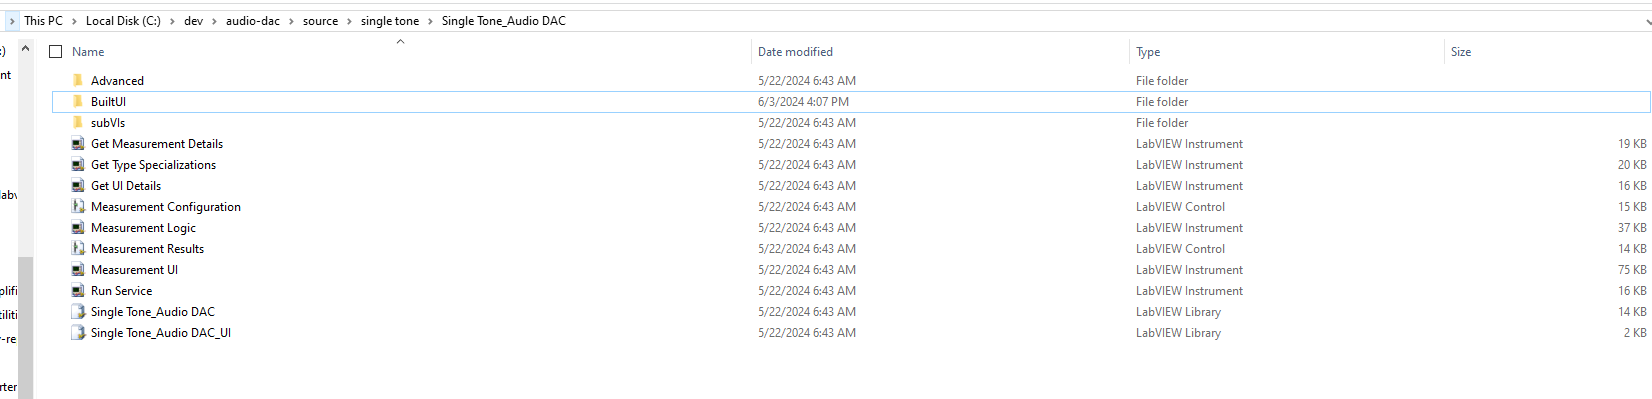 This PC > Local Disk (C:) > dev > audio-dac > source > single tone > Single Tone_Audio DAC
Name Date modified Type Size
Advanced 5/22/2024 6:43 AM File folder
BuiltUI 6/3/2024 4:07 PM File folder
subVIs 5/22/2024 6:43 AM File folder
Get Measurement Details 5/22/2024 6:43 AM LabVIEW Instrument 19 KB
Get Type Specializations 5/22/2024 6:43 AM LabVIEW Instrument 20 KB
Get UI Details 5/22/2024 6:43 AM LabVIEW Instrument 16 KB
Measurement Configuration 5/22/2024 6:43 AM LabVIEW Control 15 KB
Measurement Logic 5/22/2024 6:43 AM LabVIEW Instrument 37 KB
Measurement Results 5/22/2024 6:43 AM LabVIEW Control 14 KB
Measurement UI 5/22/2024 6:43 AM LabVIEW Instrument 75 KB
Run Service 5/22/2024 6:43 AM LabVIEW Instrument 16 KB
Single Tone_Audio DAC 5/22/2024 6:43 AM LabVIEW Library 14 KB
Single Tone_Audio DAC_UI 5/22/2024 6:43 AM LabVIEW Library 2 KB